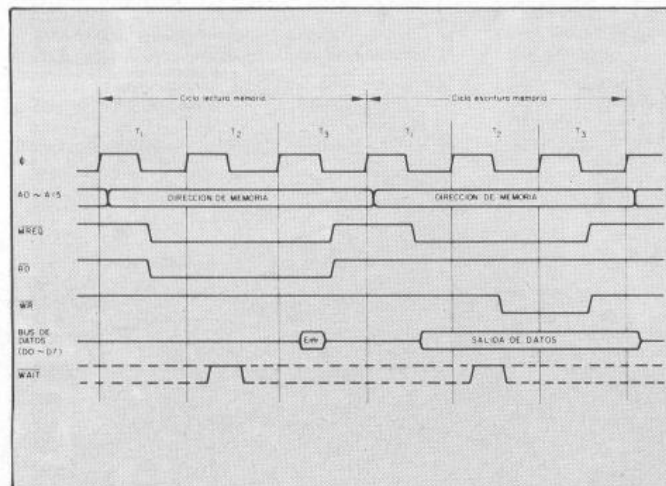 Ciclo lectura memoria Ciclo escritura memoria
T1 T2 T3 T1 T2 T3
Φ
A0 ~ A15 DIRECCION DE MEMORIA DIRECCION DE MEMORIA
MREQ
RD
WR
BUS DE
DATOS
(D0 ~ D7) Entr SALIDA DE DATOS
WAIT